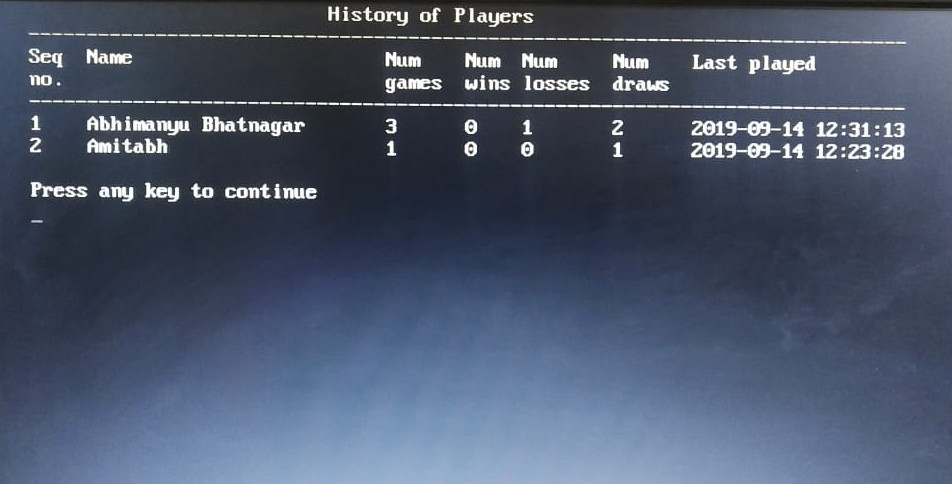 History of Players
Seq Name Num Num Num Num Last played
no. games wins losses draws
1 Abhimanyu Bhatnagar 3 0 1 2 2019-09-14 12:31:13
2 Amitabh 1 0 0 1 2019-09-14 12:23:28
Press any key to continue
_